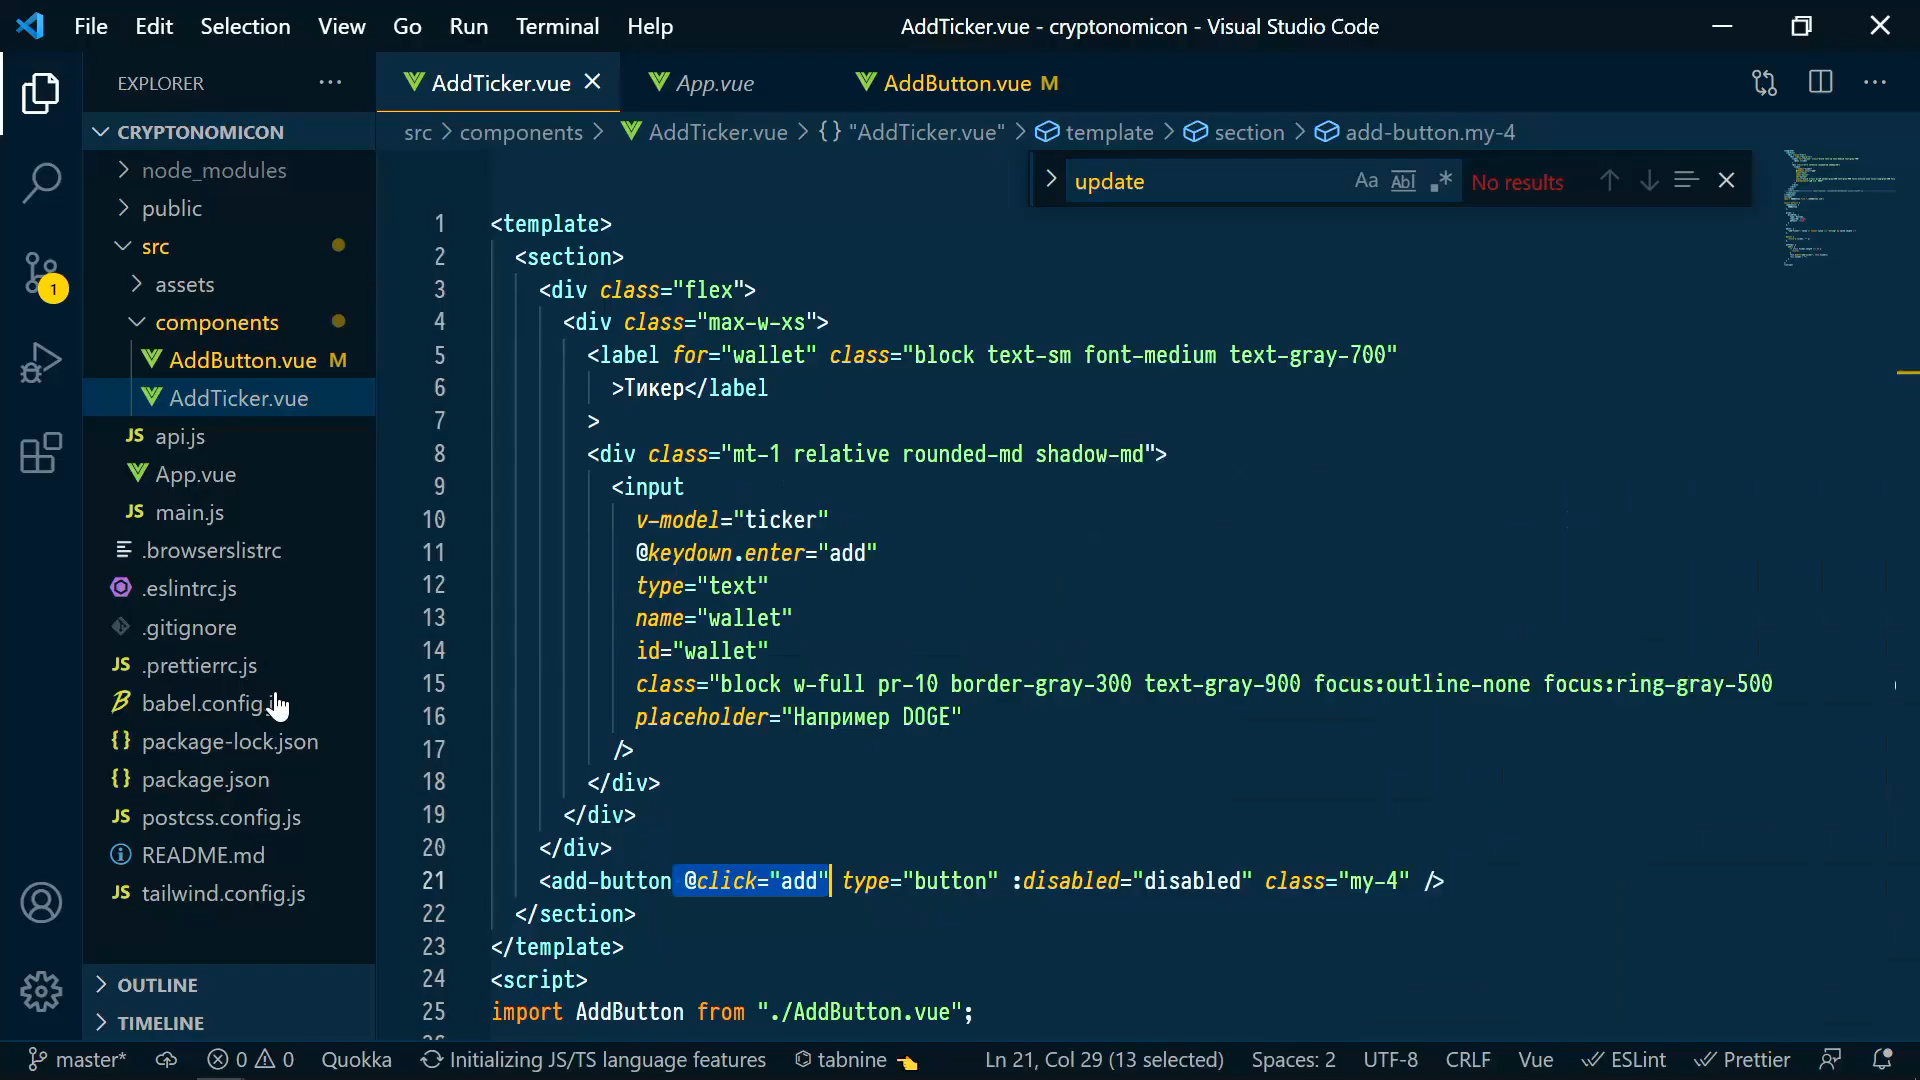 File Edit Selection View Go Run Terminal Help
AddTicker.vue - cryptonomicon - Visual Studio Code
EXPLORER
AddTicker.vue
App.vue
AddButton.vue M
CRYPTONOMICON
src > components > AddTicker.vue > {} "AddTicker.vue" > template > section > add-button.my-4
update
Aa Abl .* No results
node_modules
public
src
assets
components
AddButton.vue M
AddTicker.vue
api.js
App.vue
main.js
.browserslistrc
.eslintrc.js
.gitignore
.prettierrc.js
babel.config.
package-lock.json
package.json
postcss.config.js
README.md
tailwind.config.js
OUTLINE
TIMELINE
1 <template>
2 <section>
3 <div class="flex">
4 <div class="max-w-xs">
5 <label for="wallet" class="block text-sm font-medium text-gray-700"
6 >Тикер</label
7 >
8 <div class="mt-1 relative rounded-md shadow-md">
9 <input
10 v-model="ticker"
11 @keydown.enter="add"
12 type="text"
13 name="wallet"
14 id="wallet"
15 class="block w-full pr-10 border-gray-300 text-gray-900 focus:outline-none focus:ring-gray-500
16 placeholder="Например DOGE"
17 />
18 </div>
19 </div>
20 </div>
21 <add-button @click="add" type="button" :disabled="disabled" class="my-4" />
22 </section>
23 </template>
24 <script>
25 import AddButton from "./AddButton.vue";
1
master* 0 0 Quokka Initializing JS/TS language features tabnine Ln 21, Col 29 (13 selected) Spaces: 2 UTF-8 CRLF Vue ESLint Prettier